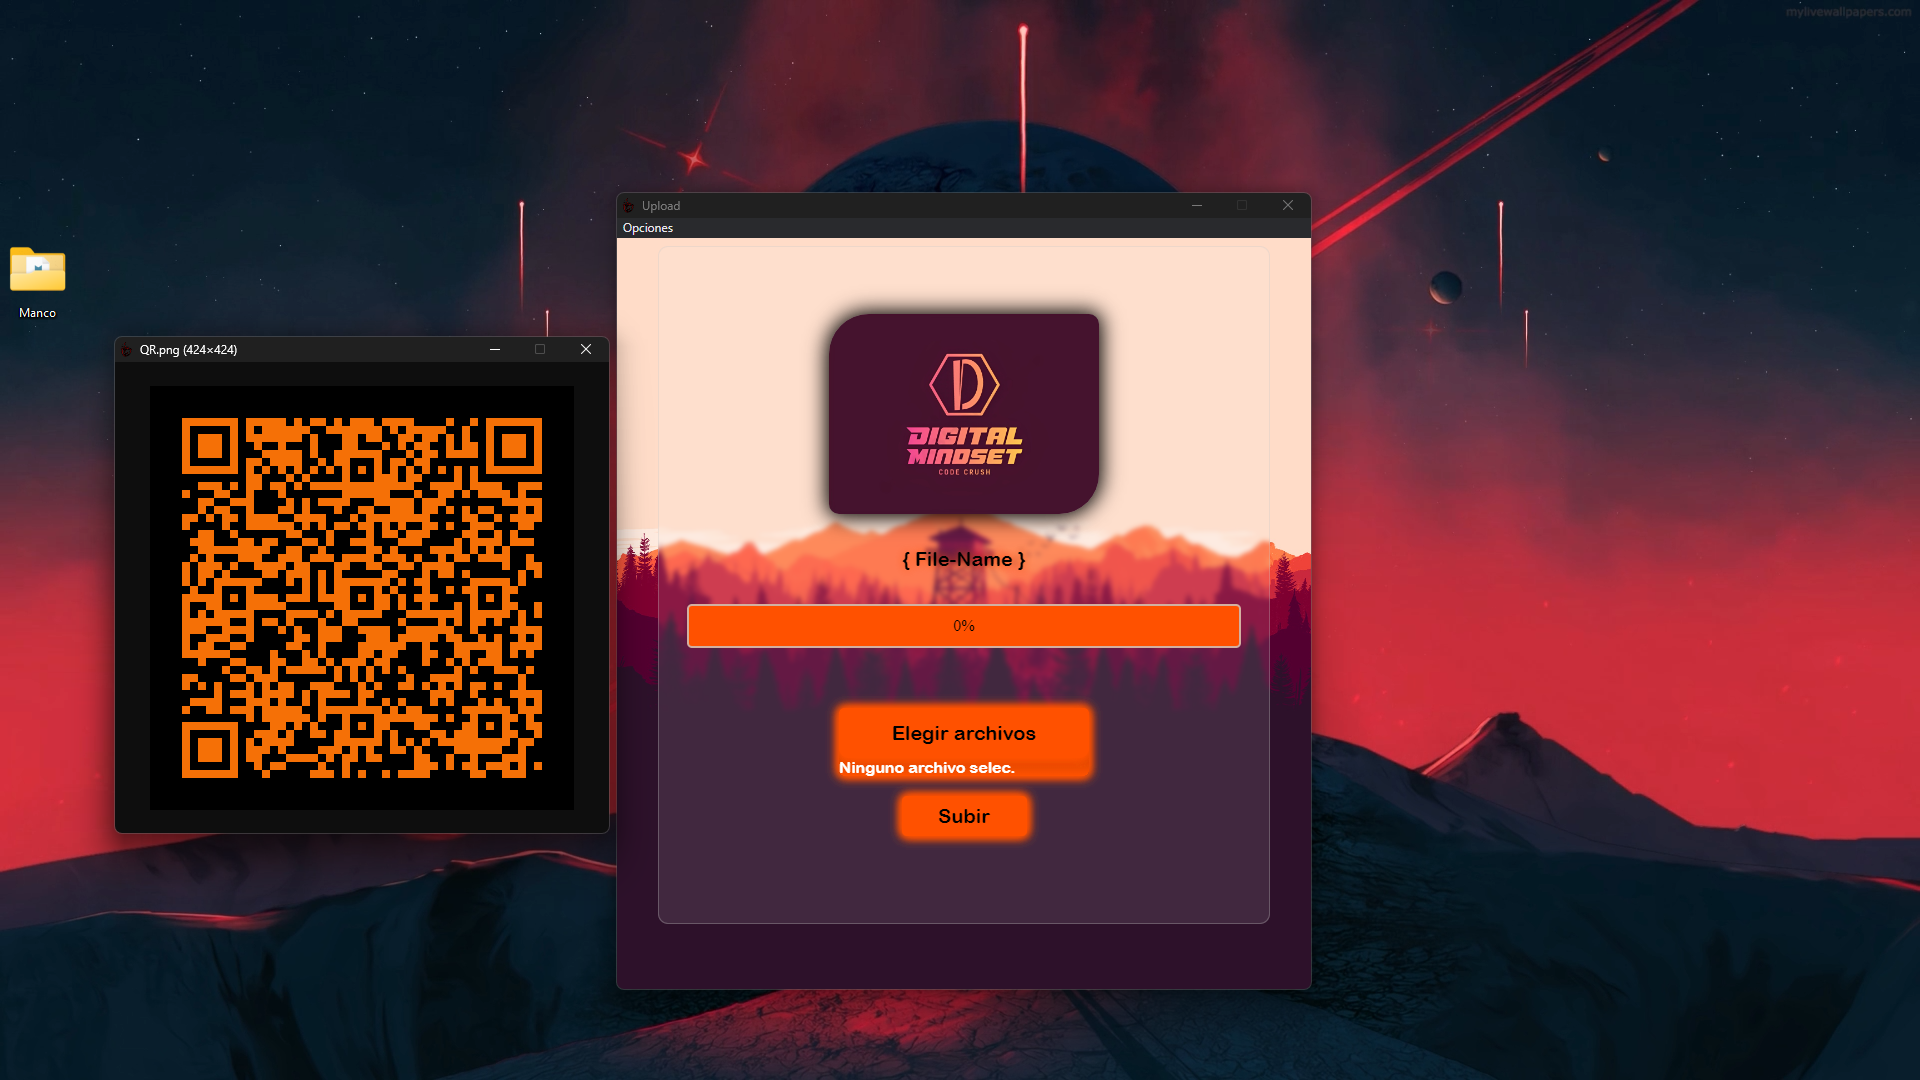 mylivewallpapers.com
Upload
Opciones
Manco
QR.png (424×424)
DIGITAL
MINDSET
CODE CRUSH
{ File-Name }
0%
Elegir archivos
Ninguno archivo selec.
Subir